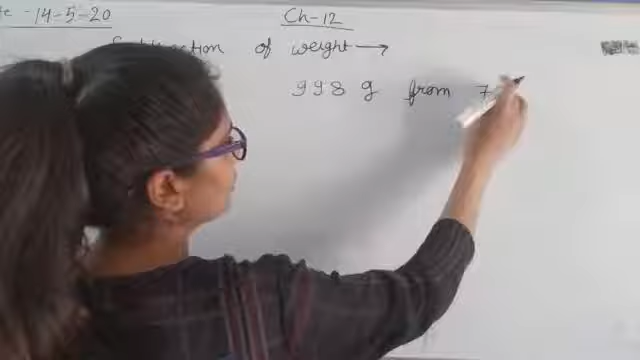 -14-5-20
Ch-12
of weight →
998 g from 7